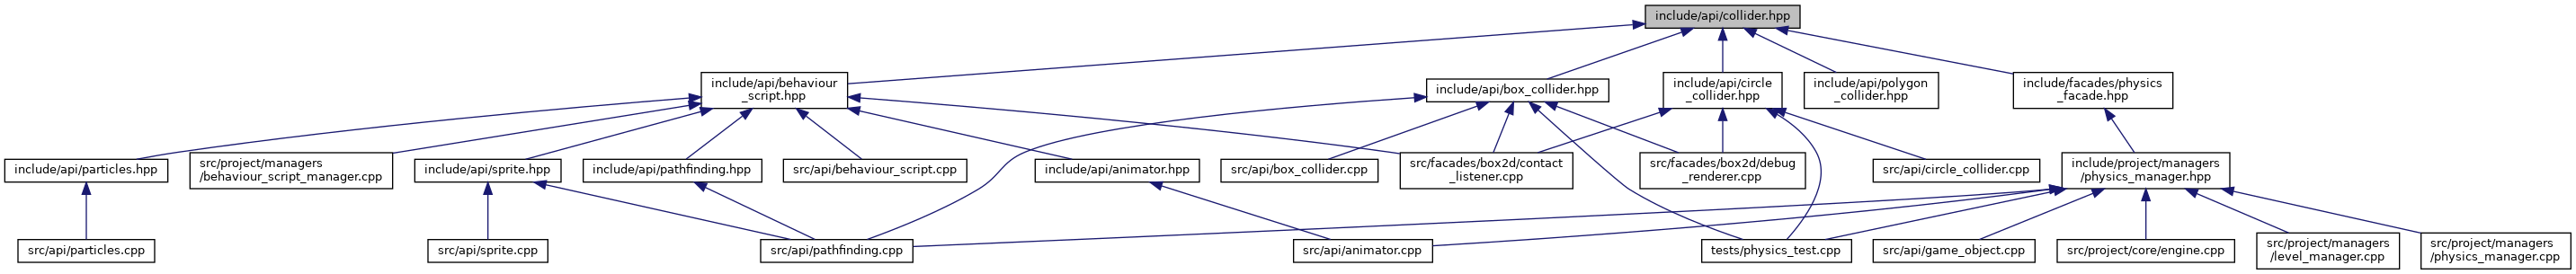 include/api/collider.hpp
include/api/behaviour
_script.hpp
include/api/box_collider.hpp
include/api/circle
_collider.hpp
include/api/polygon
_collider.hpp
include/facades/physics
_facade.hpp
include/api/particles.hpp
src/project/managers
/behaviour_script_manager.cpp
include/api/sprite.hpp
include/api/pathfinding.hpp
src/api/behaviour_script.cpp
include/api/animator.hpp
src/api/box_collider.cpp
src/facades/box2d/contact
_listener.cpp
src/facades/box2d/debug
_renderer.cpp
src/api/circle_collider.cpp
include/project/managers
/physics_manager.hpp
src/api/particles.cpp
src/api/sprite.cpp
src/api/pathfinding.cpp
src/api/animator.cpp
tests/physics_test.cpp
src/api/game_object.cpp
src/project/core/engine.cpp
src/project/managers
/level_manager.cpp
src/project/managers
/physics_manager.cpp